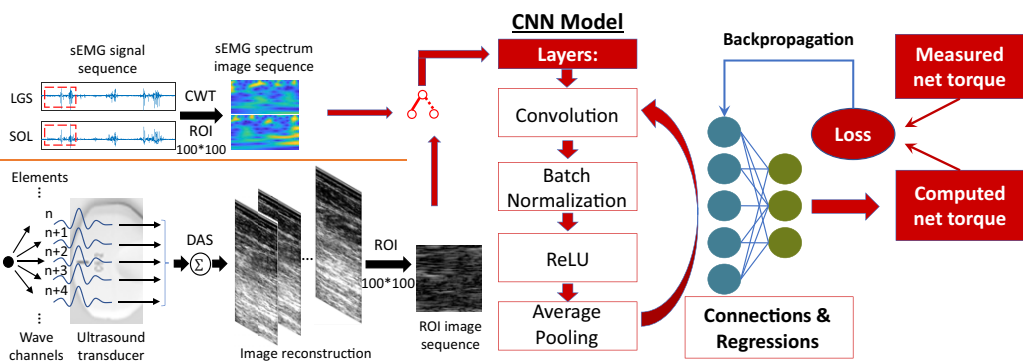 CNN Model
sEMG signal
sequence
sEMG spectrum
image sequence
LGS
SOL
CWT
ROI
100*100
Elements
n
n+1
n+2
n+3
n+4
Wave
channels
Ultrasound
transducer
DAS
Σ
...
Image reconstruction
ROI
100*100
ROI image
sequence
Layers:
Convolution
Batch
Normalization
ReLU
Average
Pooling
Backpropagation
Loss
Measured
net torque
Computed
net torque
Connections &
Regressions